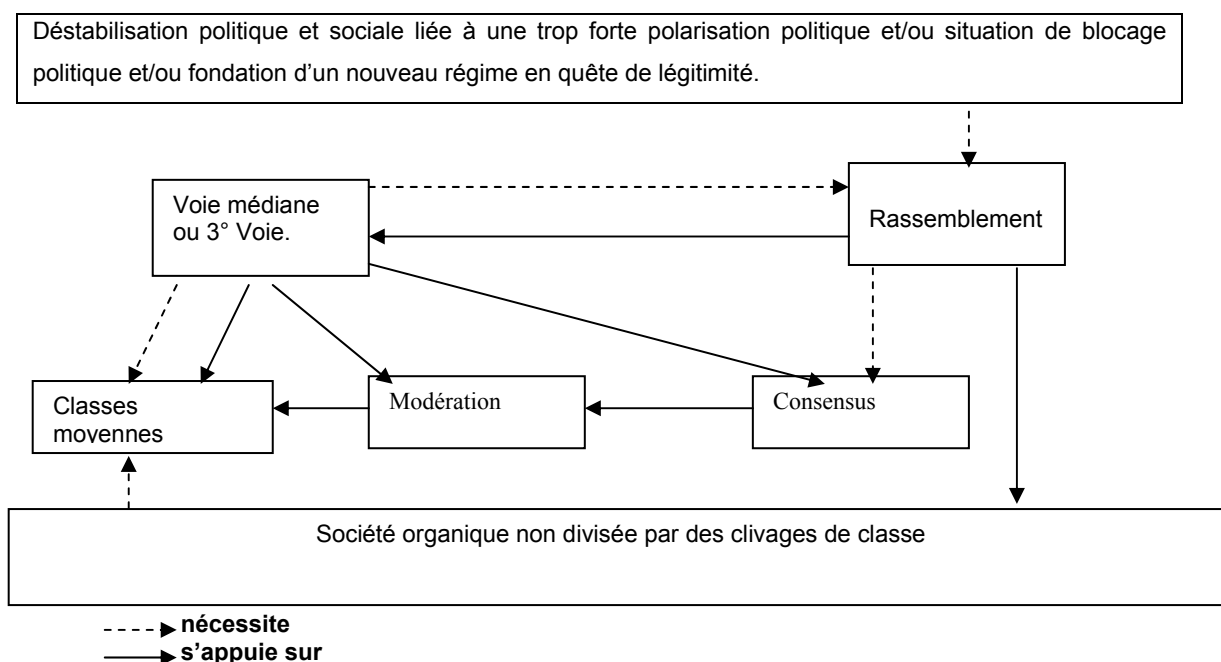 Déstabilisation politique et sociale liée à une trop forte polarisation politique et/ou situation de blocage
politique et/ou fondation d'un nouveau régime en quête de légitimité.
Voie médiane
ou 3° Voie.
Rassemblement
Classes
moyennes
Modération
Consensus
Société organique non divisée par des clivages de classe
nécessite
s'appuie sur